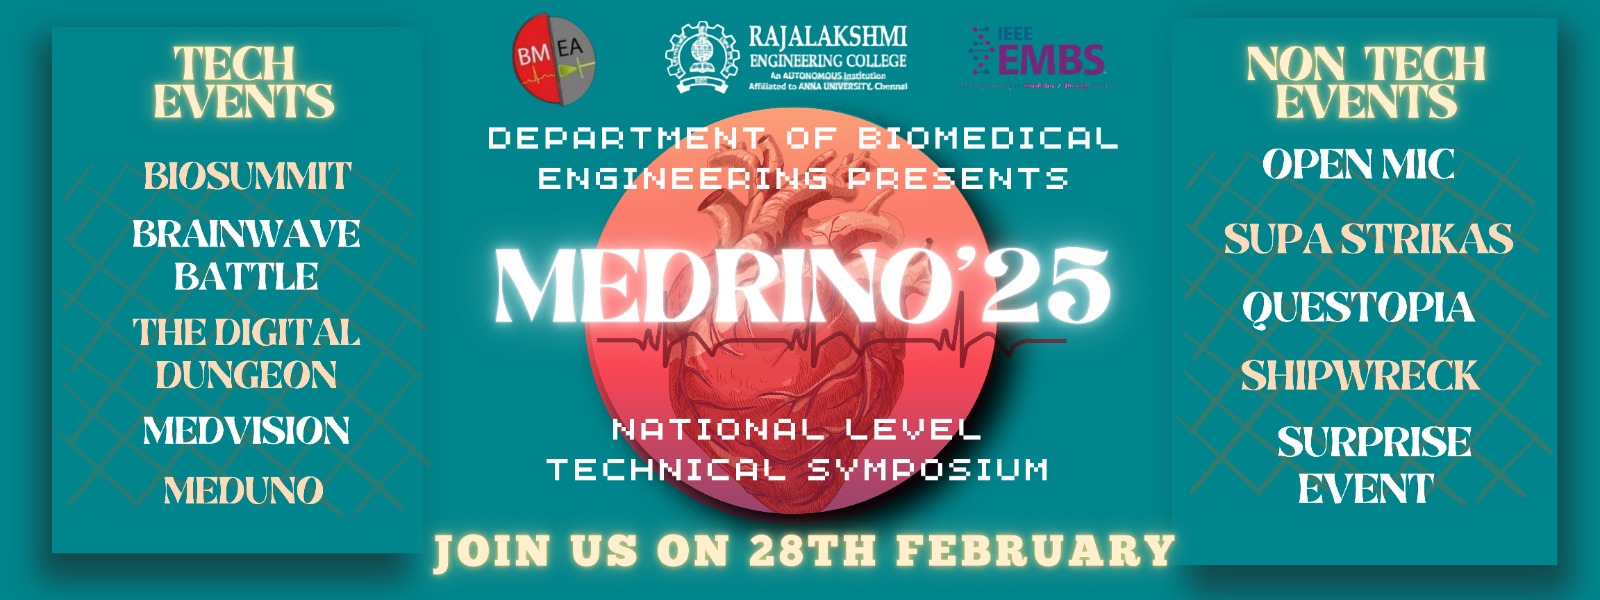 TECH
EVENTS
BIOSUMMIT
BRAINWAVE
BATTLE
THE DIGITAL
DUNGEON
MEDVISION
MEDUNO
BM EA
RAJALAKSHMI
ENGINEERING COLLEGE
An AUTONOMOUS Institution
Affiliated to ANNA UNIVERSITY, Chennai
IEEE
EMBS
DEPARTMENT OF BIOMEDICAL
ENGINEERING PRESENTS
MEDRINO'25
NATIONAL LEVEL
TECHNICAL SYMPOSIUM
JOIN US ON 28TH FEBRUARY
NON TECH
EVENTS
OPEN MIC
SUPA STRIKAS
QUESTOPIA
SHIPWRECK
SURPRISE
EVENT